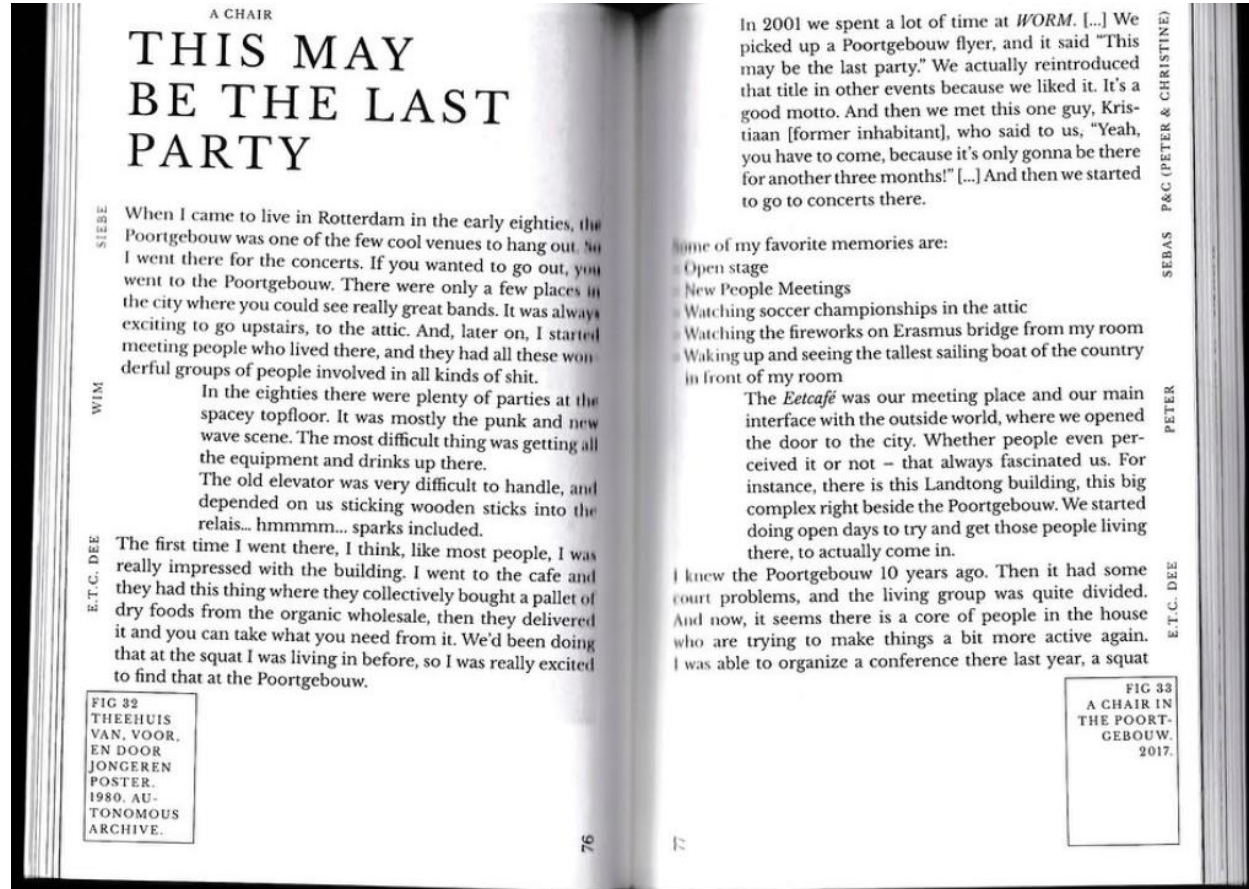 A CHAIR
THIS MAY
BE THE LAST
PARTY
SIEBE
When I came to live in Rotterdam in the early eighties, the
Poortgebouw was one of the few cool venues to hang out. So
I went there for the concerts. If you wanted to go out, you
went to the Poortgebouw. There were only a few places in
the city where you could see really great bands. It was always
exciting to go upstairs, to the attic. And, later on, I started
meeting people who lived there, and they had all these won-
derful groups of people involved in all kinds of shit.
WIM
In the eighties there were plenty of parties at the
spacey topfloor. It was mostly the punk and new
wave scene. The most difficult thing was getting all
the equipment and drinks up there.
The old elevator was very difficult to handle, and
depended on us sticking wooden sticks into the
relais... hmmmm... sparks included.
E.T.C. DEE
The first time I went there, I think, like most people, I was
really impressed with the building. I went to the cafe and
they had this thing where they collectively bought a pallet of
dry foods from the organic wholesale, then they delivered
it and you can take what you need from it. We'd been doing
that at the squat I was living in before, so I was really excited
to find that at the Poortgebouw.
FIG 32
THEEHUIS
VAN, VOOR,
EN DOOR
JONGEREN
POSTER.
1980. AU-
TONOMOUS
ARCHIVE.
76
P&C (PETER & CHRISTINE)
In 2001 we spent a lot of time at WORM. [...] We
picked up a Poortgebouw flyer, and it said "This
may be the last party." We actually reintroduced
that title in other events because we liked it. It's a
good motto. And then we met this one guy, Kris-
tiaan [former inhabitant], who said to us, "Yeah,
you have to come, because it's only gonna be there
for another three months!" [...] And then we started
to go to concerts there.
SEBAS
Some of my favorite memories are:
Open stage
New People Meetings
Watching soccer championships in the attic
Watching the fireworks on Erasmus bridge from my room
Waking up and seeing the tallest sailing boat of the country
in front of my room
PETER
The Eetcafé was our meeting place and our main
interface with the outside world, where we opened
the door to the city. Whether people even per-
ceived it or not – that always fascinated us. For
instance, there is this Landtong building, this big
complex right beside the Poortgebouw. We started
doing open days to try and get those people living
there, to actually come in.
E.T.C. DEE
I knew the Poortgebouw 10 years ago. Then it had some
court problems, and the living group was quite divided.
And now, it seems there is a core of people in the house
who are trying to make things a bit more active again.
I was able to organize a conference there last year, a squat
FIG 33
A CHAIR IN
THE POORT-
GEBOUW.
2017.
77